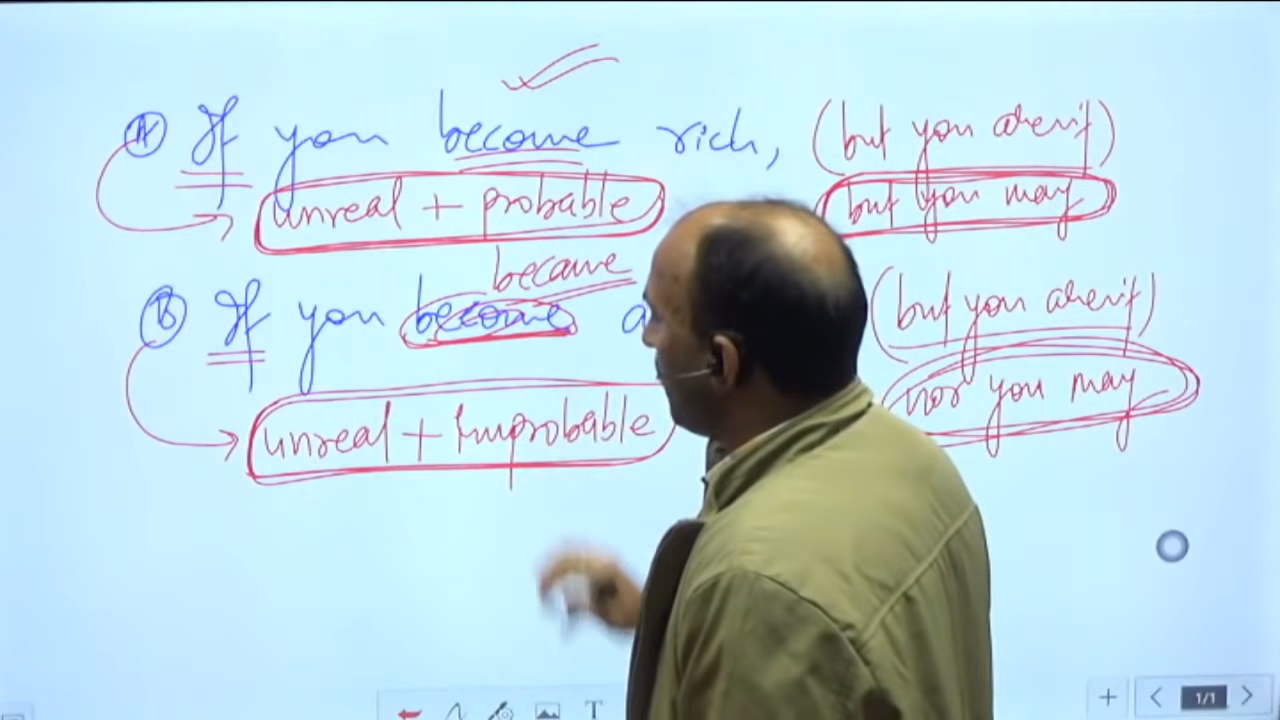 (A) If you become rich, (but you aren't)
unreal + probable but you may
became
(B) If you become a (but you aren't)
unreal + Improbable nor you may
T + < 1/1 >